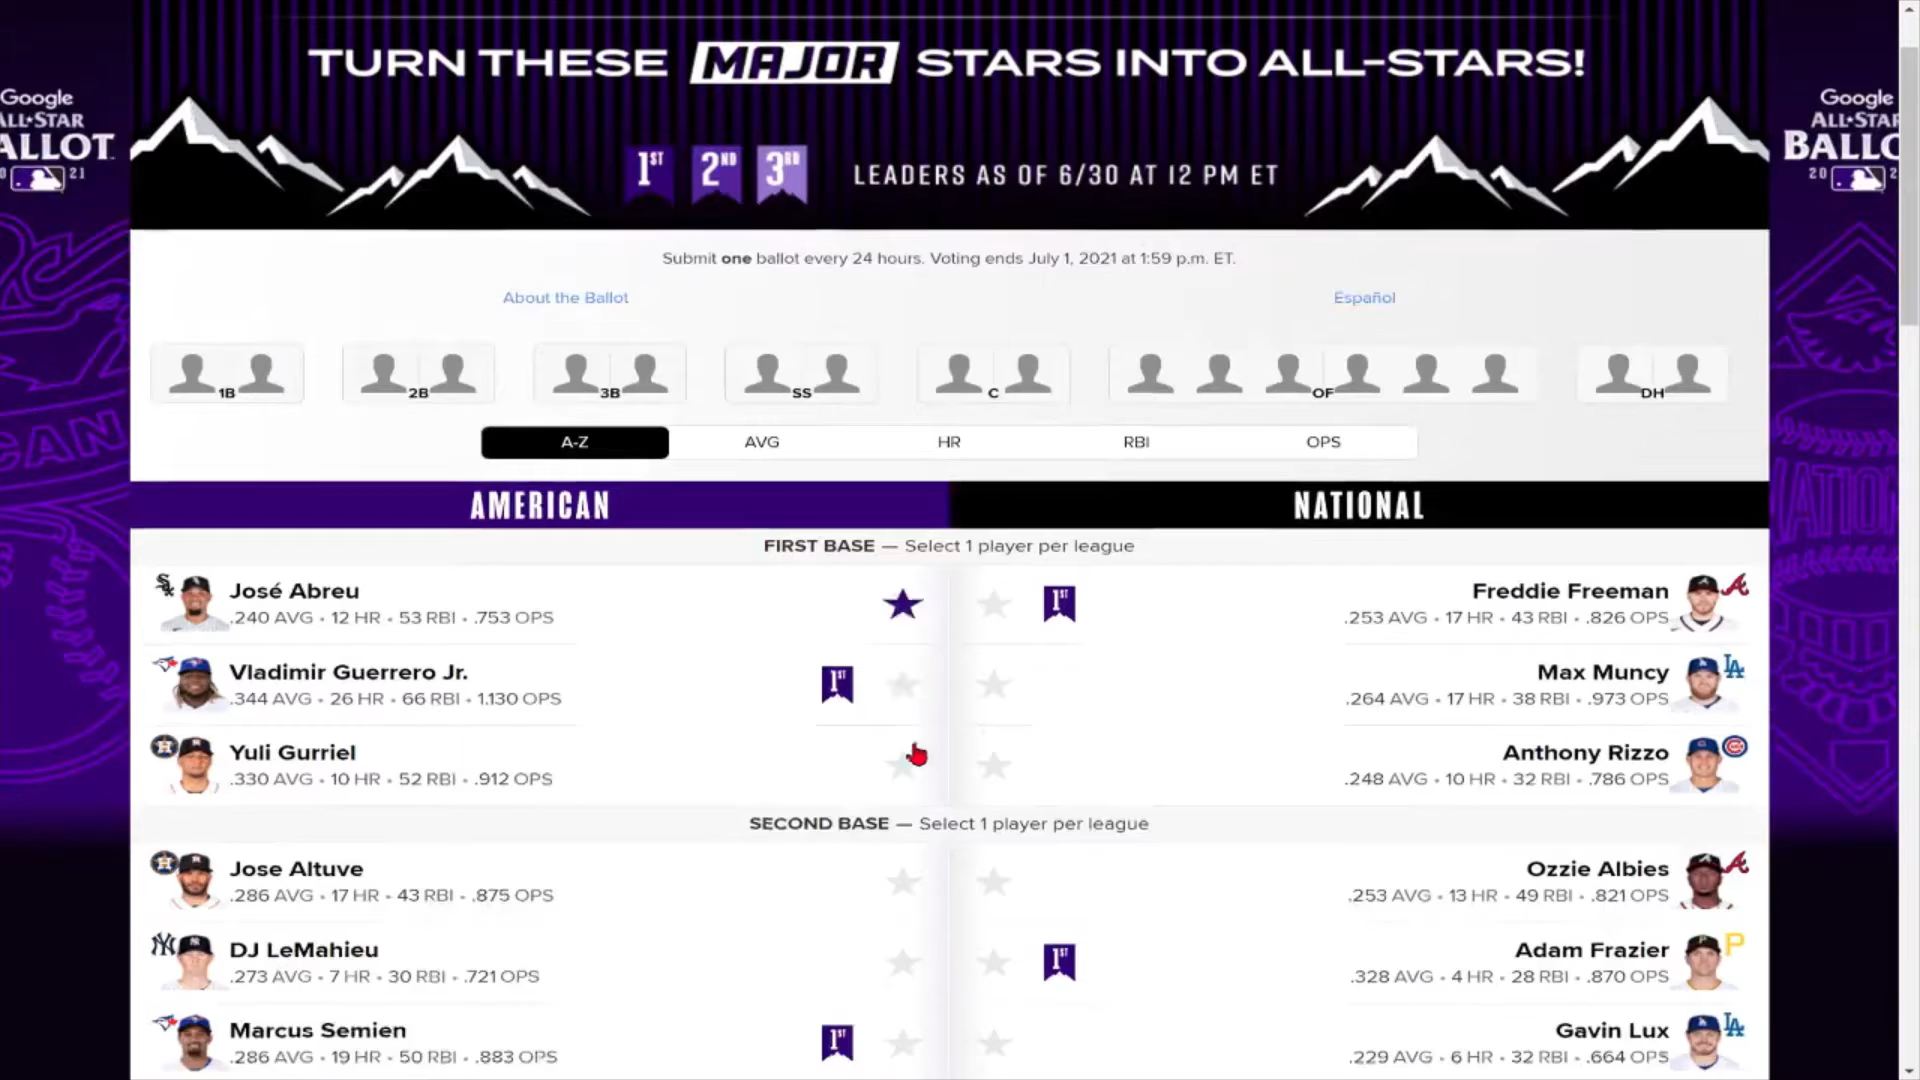 TURN THESE MAJOR STARS INTO ALL-STARS!
Google
ALL★STAR
BALLOT
21
Google
ALL★STAR
BALLO
20
1ST 2ND 3RD LEADERS AS OF 6/30 AT 12 PM ET
Submit one ballot every 24 hours. Voting ends July 1, 2021 at 1:59 p.m. ET.
About the Ballot Español
1B 2B 3B SS C OF DH
A-Z AVG HR RBI OPS
AMERICAN NATIONAL
FIRST BASE — Select 1 player per league
José Abreu
.240 AVG • 12 HR • 53 RBI • .753 OPS
1ST
Freddie Freeman
.253 AVG • 17 HR • 43 RBI • .826 OPS
Vladimir Guerrero Jr.
.344 AVG • 26 HR • 66 RBI • 1.130 OPS
1ST
Max Muncy
.264 AVG • 17 HR • 38 RBI • .973 OPS
Yuli Gurriel
.330 AVG • 10 HR • 52 RBI • .912 OPS
Anthony Rizzo
.248 AVG • 10 HR • 32 RBI • .786 OPS
SECOND BASE — Select 1 player per league
Jose Altuve
.286 AVG • 17 HR • 43 RBI • .875 OPS
Ozzie Albies
.253 AVG • 13 HR • 49 RBI • .821 OPS
DJ LeMahieu
.273 AVG • 7 HR • 30 RBI • .721 OPS
1ST
Adam Frazier
.328 AVG • 4 HR • 28 RBI • .870 OPS
Marcus Semien
.286 AVG • 19 HR • 50 RBI • .883 OPS
1ST
Gavin Lux
.229 AVG • 6 HR • 32 RBI • .664 OPS